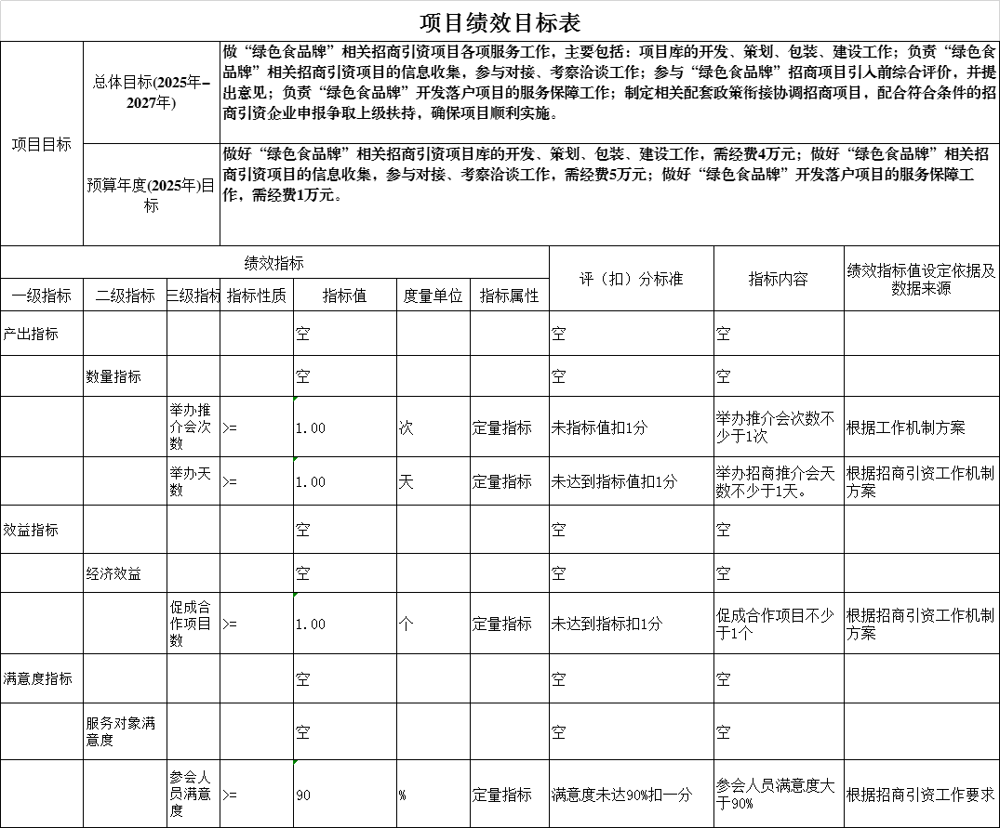 项目绩效目标表
项目目标
总体目标(2025年-
2027年)
做“绿色食品牌”相关招商引资项目各项服务工作，主要包括：项目库的开发、策划、包装、建设工作；负责“绿色食
品牌”相关招商引资项目的信息收集，参与对接、考察洽谈工作；参与“绿色食品牌”招商项目引入前综合评价，并提
出意见；负责“绿色食品牌”开发落户项目的服务保障工作；制定相关配套政策衔接协调招商项目，配合符合条件的招
商引资企业申报争取上级扶持，确保项目顺利实施。
预算年度(2025年)目
标
做好“绿色食品牌”相关招商引资项目库的开发、策划、包装、建设工作，需经费4万元；做好“绿色食品牌”相关招
商引资项目的信息收集，参与对接、考察洽谈工作，需经费5万元；做好“绿色食品牌”开发落户项目的服务保障工
作，需经费1万元。
绩效指标
评（扣）分标准
指标内容
绩效指标值设定依据及
数据来源
一级指标 二级指标 三级指标 指标性质 指标值 度量单位 指标属性
产出指标 空 空 空
数量指标 空 空 空
举办推
介会次
数
>= 1.00 次 定量指标 未指标值扣1分
举办推介会次数不
少于1次
根据工作机制方案
举办天
数
>= 1.00 天 定量指标 未达到指标值扣1分
举办招商推介会天
数不少于1天。
根据招商引资工作机制
方案
效益指标 空 空 空
经济效益 空 空 空
促成合
作项目
数
>= 1.00 个 定量指标 未达到指标扣1分
促成合作项目不少
于1个
根据招商引资工作机制
方案
满意度指标 空 空 空
服务对象满
意度
空 空 空
参会人
员满意
度
>= 90 % 定量指标 满意度未达90%扣一分
参会人员满意度大
于90%
根据招商引资工作要求